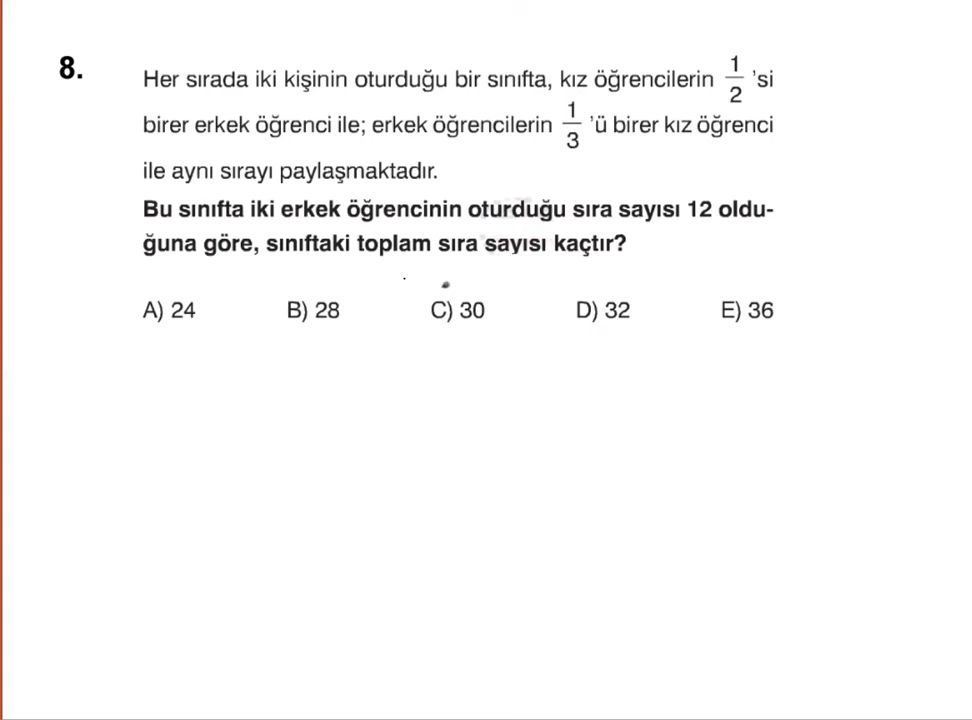 8.
Her sırada iki kişinin oturduğu bir sınıfta, kız öğrencilerin 1/2 'si
birer erkek öğrenci ile; erkek öğrencilerin 1/3 'ü birer kız öğrenci
ile aynı sırayı paylaşmaktadır.
Bu sınıfta iki erkek öğrencinin oturduğu sıra sayısı 12 oldu-
ğuna göre, sınıftaki toplam sıra sayısı kaçtır?
A) 24 B) 28 C) 30 D) 32 E) 36